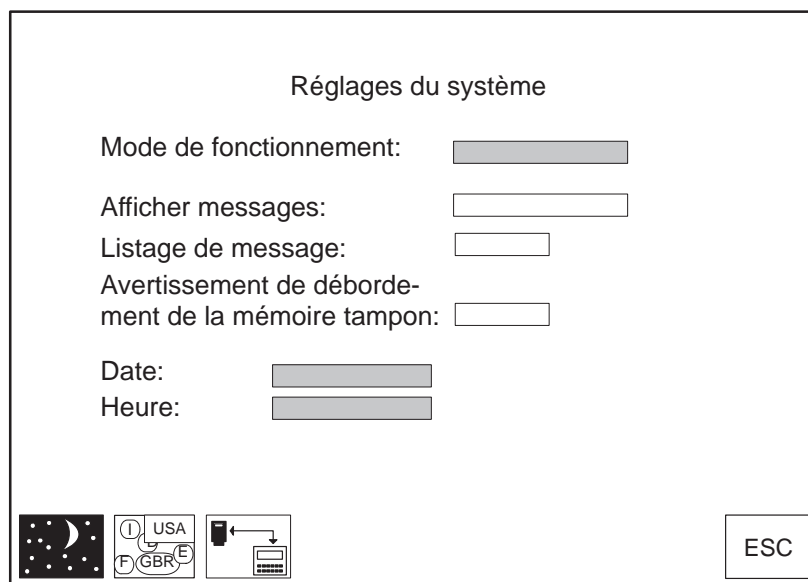 Réglages du système
Mode de fonctionnement:
Afficher messages:
Listage de message:
Avertissement de déborde-
ment de la mémoire tampon:
Date:
Heure:
I USA
D
F GBR E
ESC